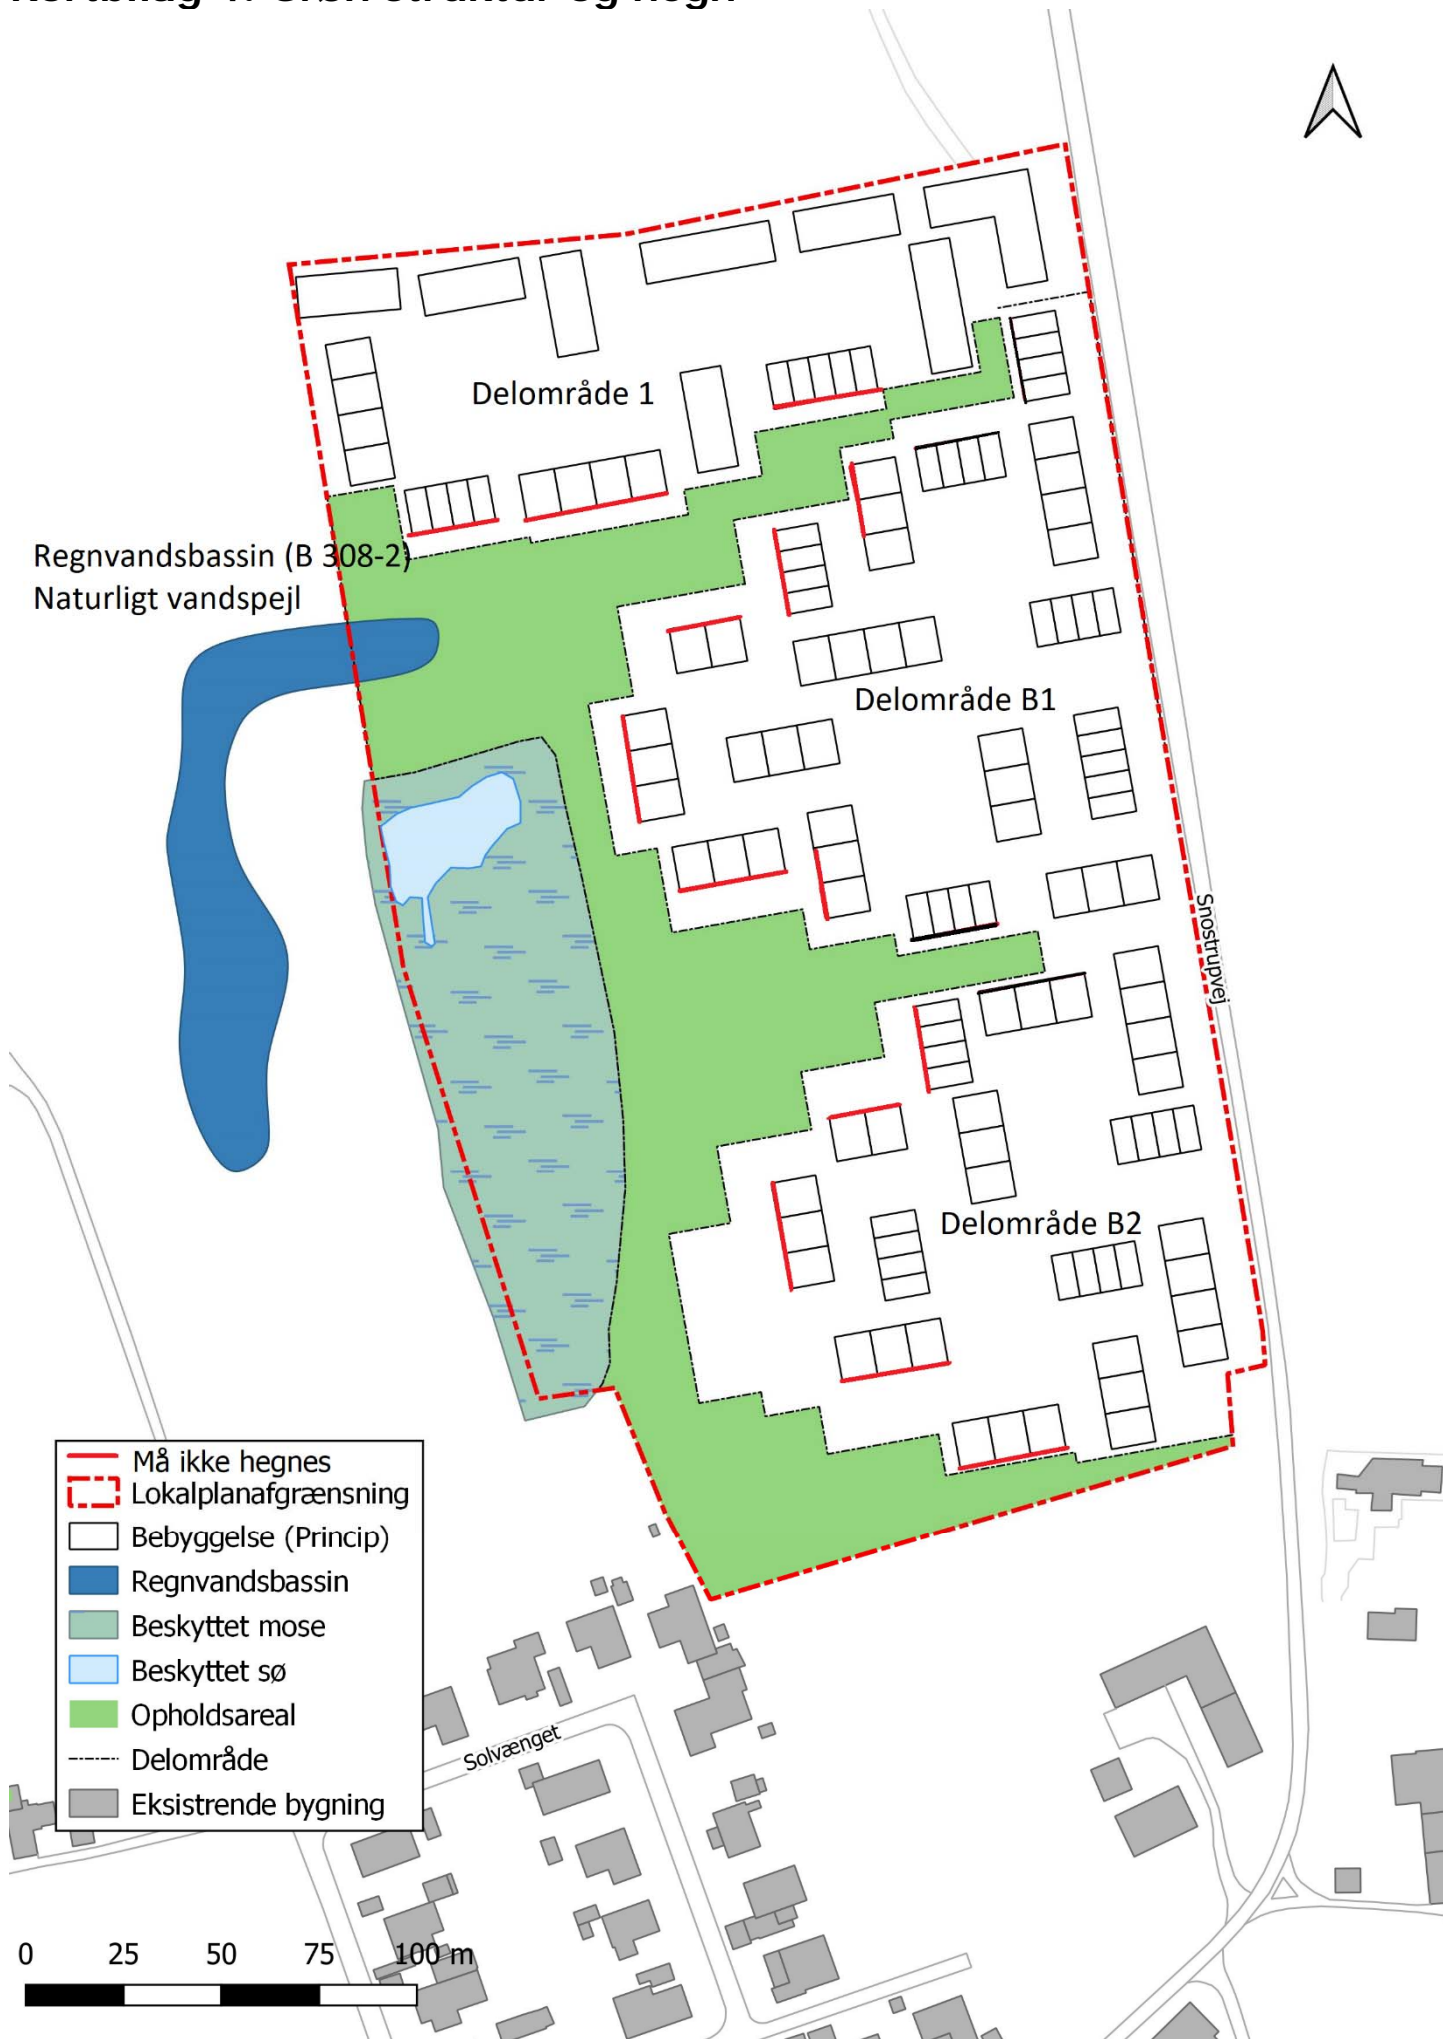 Delområde 1
Regnvandsbassin (B 308-2)
Naturligt vandspejl
Delområde B1
Snostrupvej
Delområde B2
Må ikke hegnes
Lokalplanafgrænsning
Bebyggelse (Princip)
Regnvandsbassin
Beskyttet mose
Beskyttet sø
Opholdsareal
Delområde
Eksistrende bygning
Solvænget
0 25 50 75 100 m